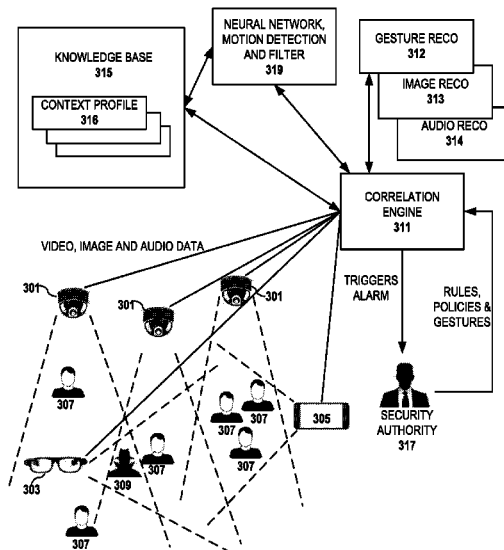 NEURAL NETWORK,
MOTION DETECTION
AND FILTER
319
KNOWLEDGE BASE
315
CONTEXT PROFILE
316
GESTURE RECO
312
IMAGE RECO
313
AUDIO RECO
314
CORRELATION
ENGINE
311
VIDEO, IMAGE AND AUDIO DATA
301
301
301
TRIGGERS
ALARM
RULES,
POLICIES &
GESTURES
307
307
307
307
305
SECURITY
AUTHORITY
317
307
303
309
307